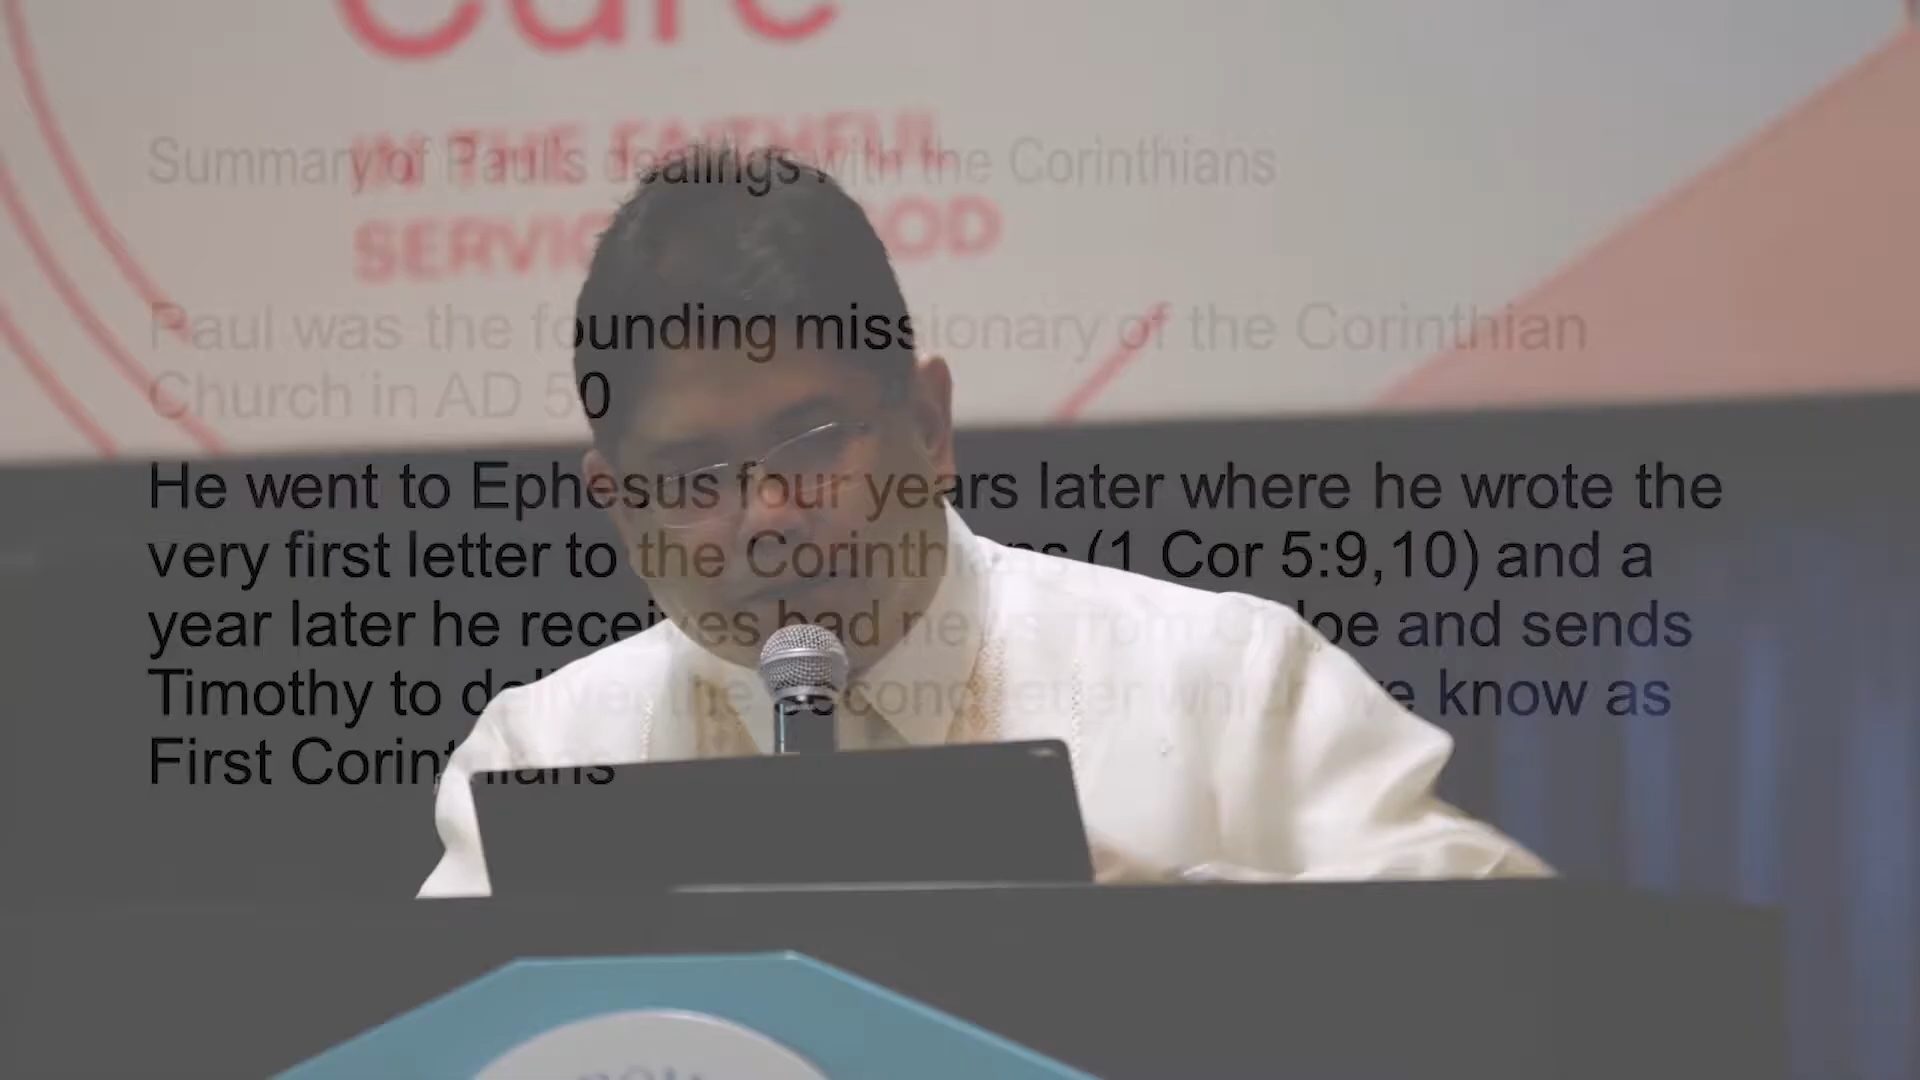 Care
IN THE FAITHFUL
SERVIC OD
Summary of Paul's dealings with the Corinthians
Paul was the founding missionary of the Corinthian
Church in AD 50
He went to Ephesus four years later where he wrote the
very first letter to the Corinthians (1 Cor 5:9,10) and a
year later he receives bad news from Chloe and sends
Timothy to deliver the second letter which we know as
First Corinthians